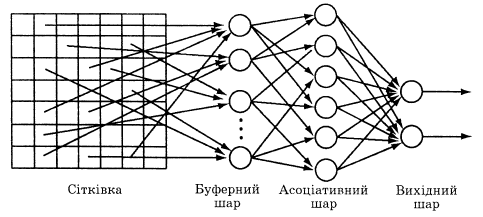 Сітківка
Буферний
шар
Асоціативний
шар
Вихідний
шар